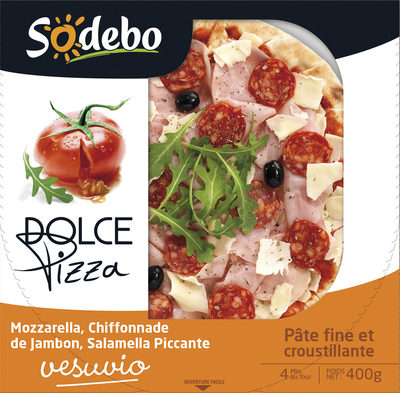 Sodebo
DOLCE
Pizza
Mozzarella, Chiffonnade
de Jambon, Salamella Piccante
vesuvio
Pâte fine et
croustillante
4 Min au four
POIDS NET : 400g
OUVERTURE FACILE